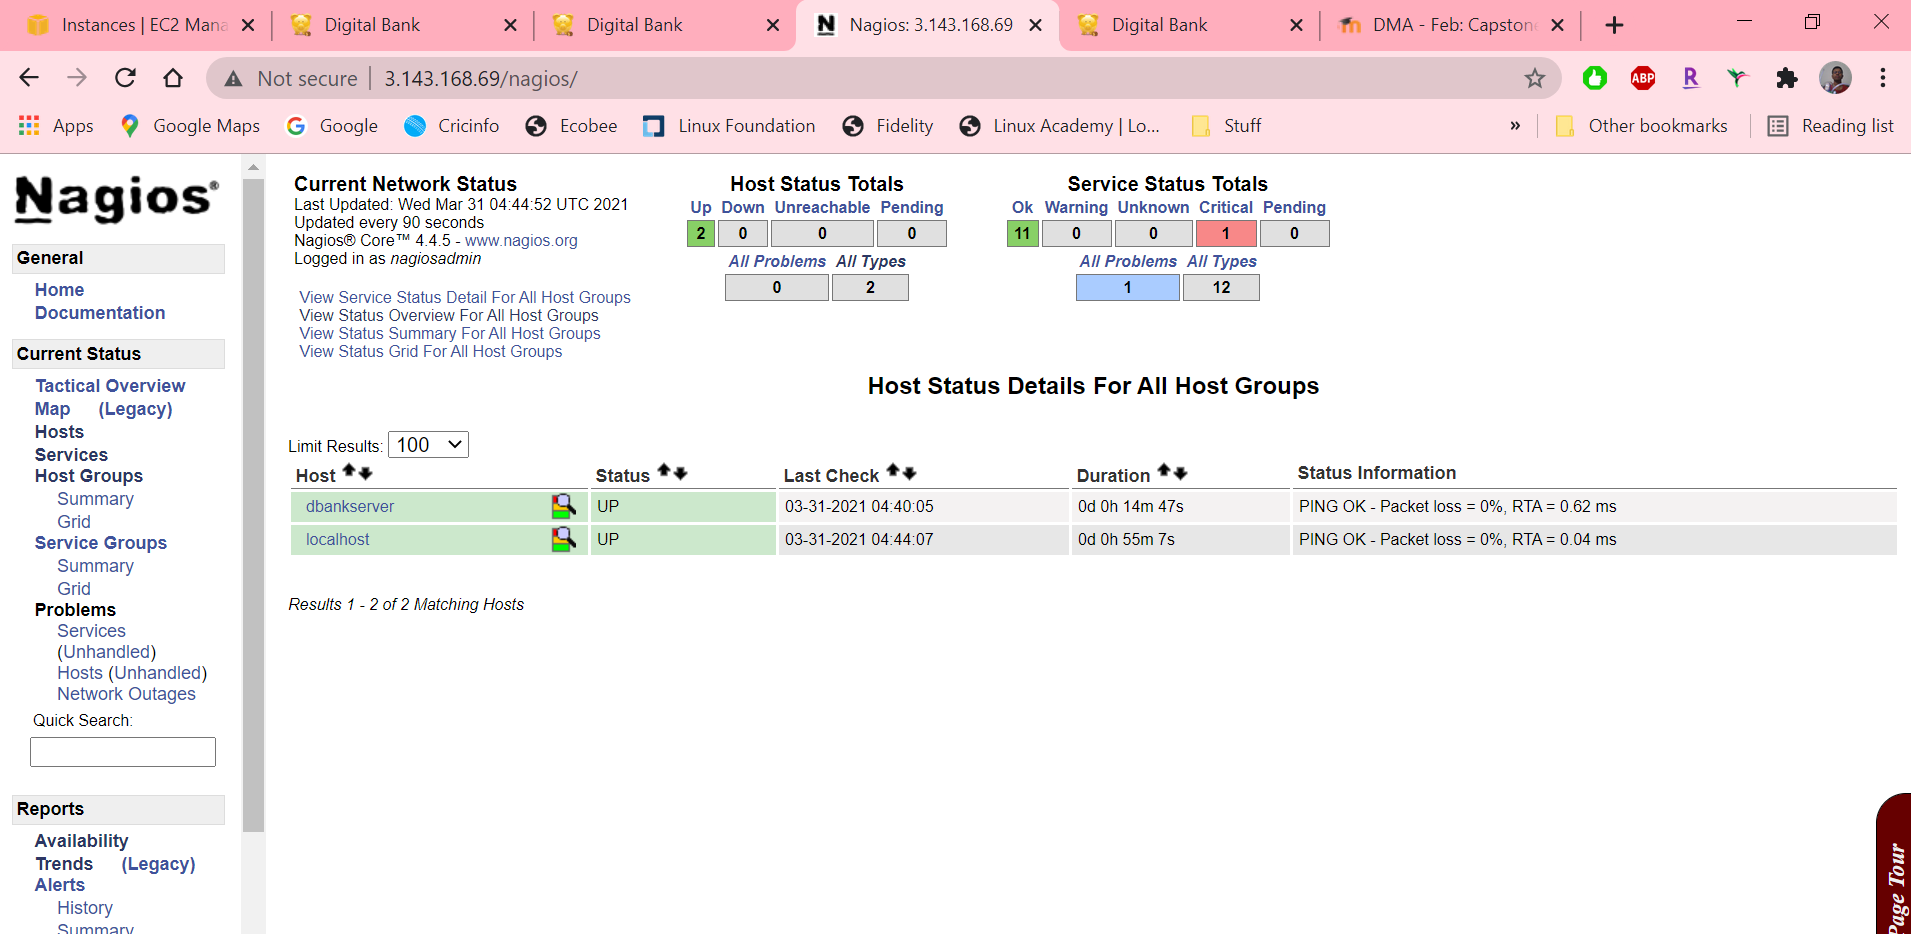 Instances | EC2 Mana
Digital Bank
Digital Bank
Nagios: 3.143.168.69
Digital Bank
DMA - Feb: Capston
Not secure
3.143.168.69/nagios/
ABP
R
Apps
Google Maps
Google
Cricinfo
Ecobee
Linux Foundation
Fidelity
Linux Academy | Lo...
Stuff
»
Other bookmarks
Reading list
Nagios®
General
Home
Documentation
Current Status
Tactical Overview
Map (Legacy)
Hosts
Services
Host Groups
Summary
Grid
Service Groups
Summary
Grid
Problems
Services
(Unhandled)
Hosts (Unhandled)
Network Outages
Quick Search:
Reports
Availability
Trends (Legacy)
Alerts
History
Summary
Current Network Status
Last Updated: Wed Mar 31 04:44:52 UTC 2021
Updated every 90 seconds
Nagios® Core™ 4.4.5 - www.nagios.org
Logged in as nagiosadmin
View Service Status Detail For All Host Groups
View Status Overview For All Host Groups
View Status Summary For All Host Groups
View Status Grid For All Host Groups
Host Status Totals
Up Down Unreachable Pending
2 0 0 0
All Problems All Types
0 2
Service Status Totals
Ok Warning Unknown Critical Pending
11 0 0 1 0
All Problems All Types
1 12
Host Status Details For All Host Groups
Limit Results: 100
Host Status Last Check Duration Status Information
dbankserver UP 03-31-2021 04:40:05 0d 0h 14m 47s PING OK - Packet loss = 0%, RTA = 0.62 ms
localhost UP 03-31-2021 04:44:07 0d 0h 55m 7s PING OK - Packet loss = 0%, RTA = 0.04 ms
Results 1 - 2 of 2 Matching Hosts
Page Tour